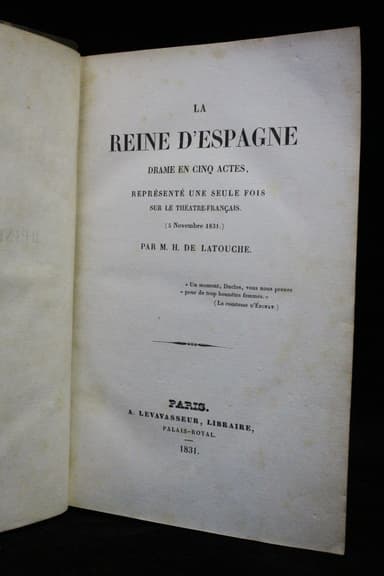 LA
REINE D'ESPAGNE
DRAME EN CINQ ACTES,
REPRÉSENTÉ UNE SEULE FOIS
SUR LE THÉATRE-FRANÇAIS.
(5 Novembre 1831.)
PAR M. H. DE LATOUCHE.
« Un moment, Duclos, vous nous prenez
« pour de trop honnêtes femmes. »
(La comtesse d'ÉPINAY.)
PARIS.
A. LEVAVASSEUR, LIBRAIRE,
PALAIS-ROYAL.
1831.